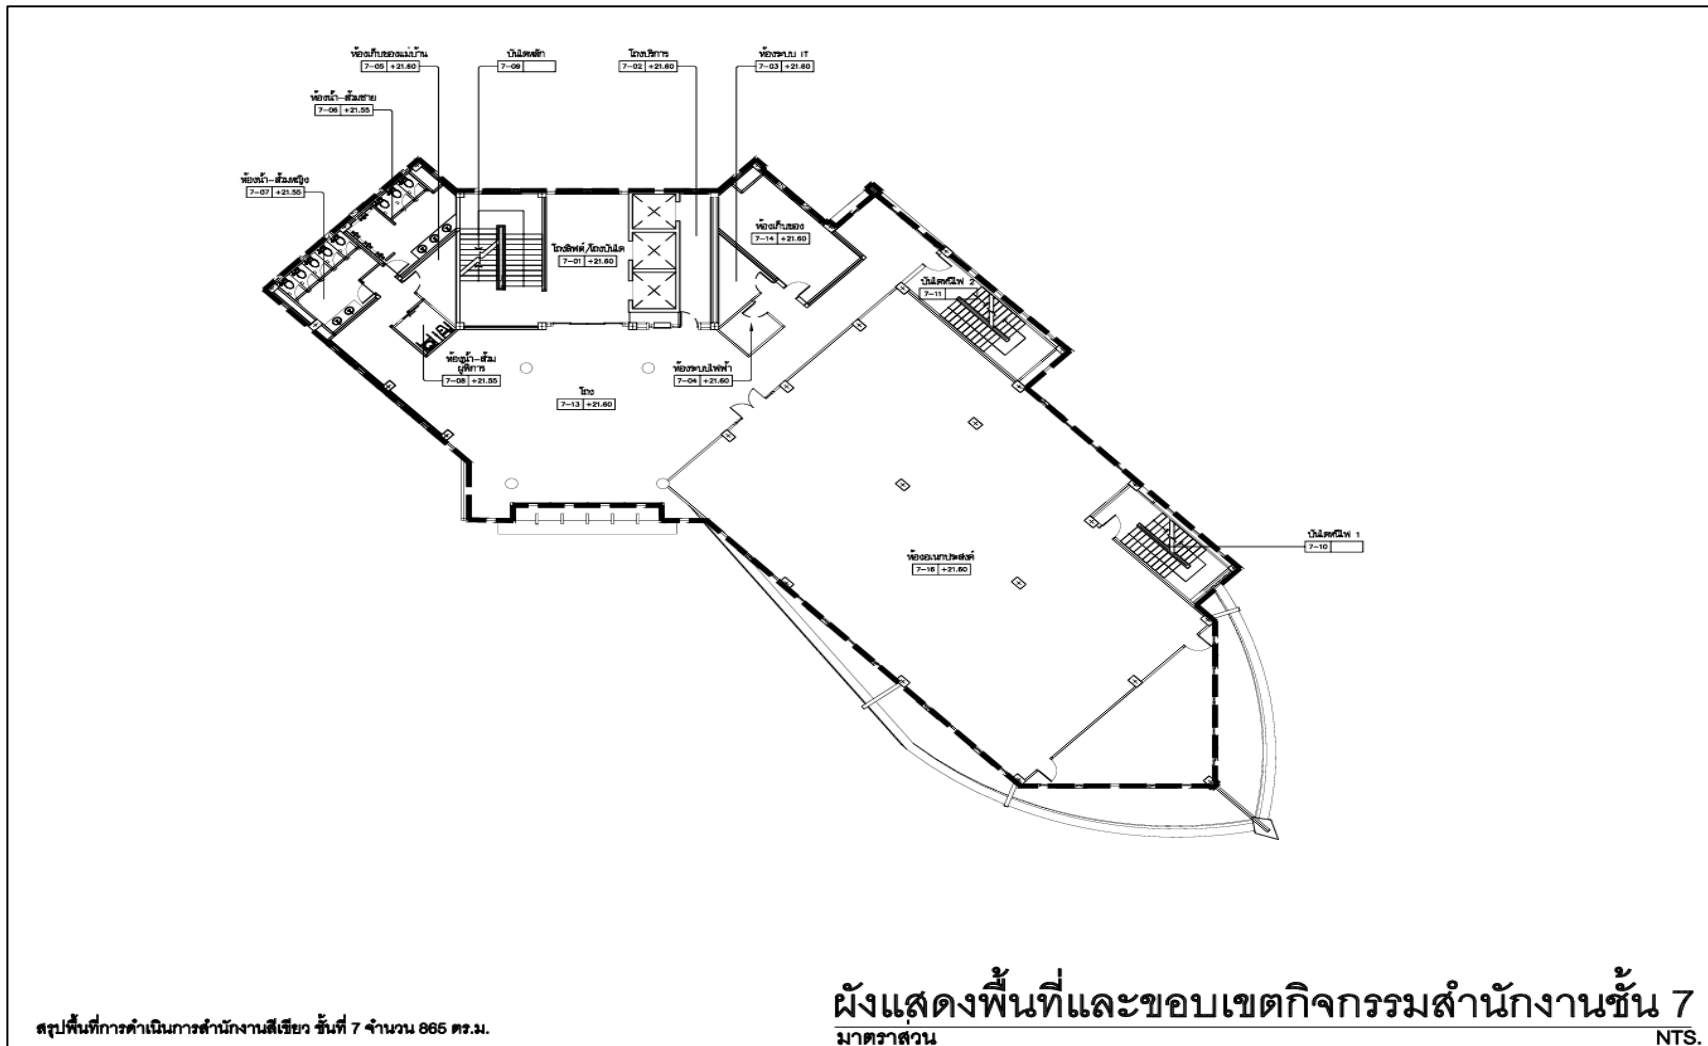 ห้องเก็บของแม่บ้าน
7-05 +21.60
บันไดหลัก
7-09
โถงบริการ
7-02 +21.60
ห้องระบบ IT
7-03 +21.60
ห้องน้ำ-ส้วมชาย
7-06 +21.55
ห้องน้ำ-ส้วมหญิง
7-07 +21.55
ห้องเก็บของ
7-14 +21.60
โถงลิฟต์/โถงบันได
7-01 +21.60
บันไดหนีไฟ 2
7-11
ห้องน้ำ-ส้วม
ผู้พิการ
7-08 +21.55
ห้องระบบไฟฟ้า
7-04 +21.60
โถง
7-13 +21.60
บันไดหนีไฟ 1
7-10
ห้องอเนกประสงค์
7-16 +21.60
ผังแสดงพื้นที่และขอบเขตกิจกรรมสำนักงานชั้น 7
สรุปพื้นที่การดำเนินการสำนักงานสีเขียว ชั้นที่ 7 จำนวน 865 ตร.ม.
มาตราส่วน NTS.